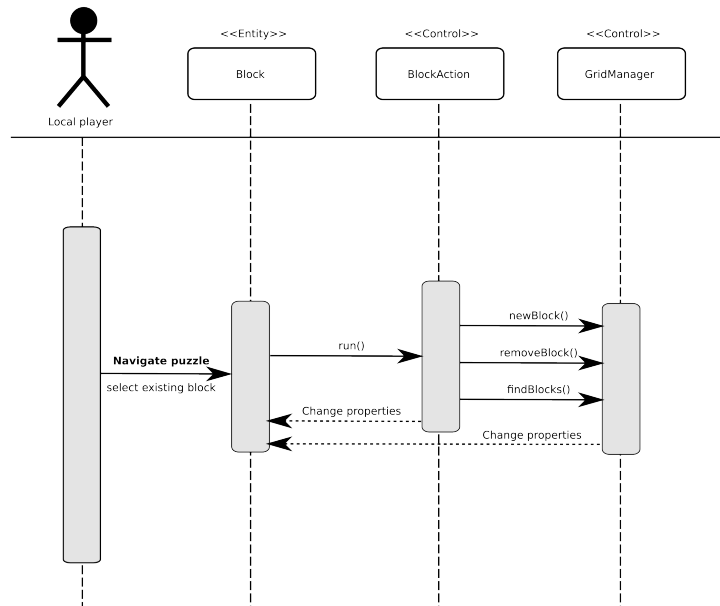 <<Entity>>
<<Control>>
<<Control>>
Block
BlockAction
GridManager
Local player
newBlock()
run()
removeBlock()
Navigate puzzle
select existing block
findBlocks()
Change properties
Change properties